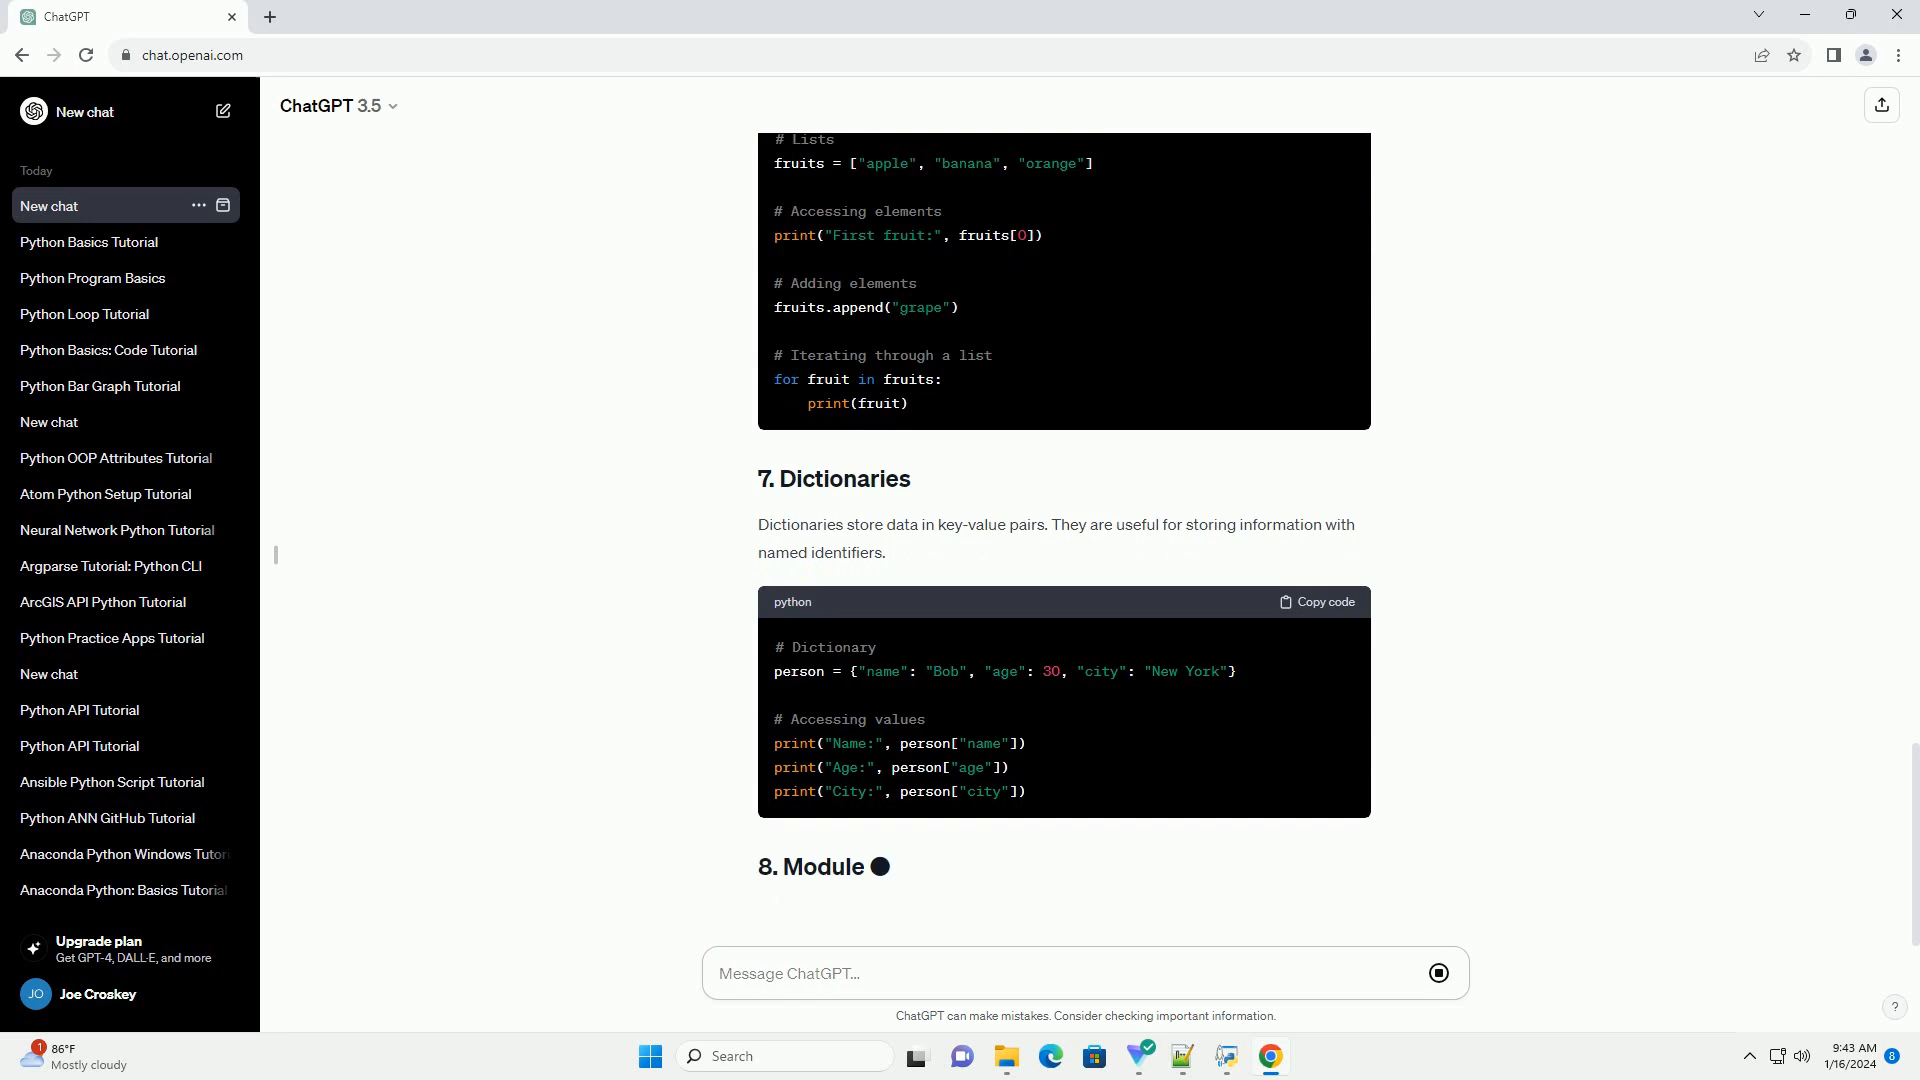 ChatGPT
chat.openai.com
New chat
Today
New chat
Python Basics Tutorial
Python Program Basics
Python Loop Tutorial
Python Basics: Code Tutorial
Python Bar Graph Tutorial
New chat
Python OOP Attributes Tutorial
Atom Python Setup Tutorial
Neural Network Python Tutorial
Argparse Tutorial: Python CLI
ArcGIS API Python Tutorial
Python Practice Apps Tutorial
New chat
Python API Tutorial
Python API Tutorial
Ansible Python Script Tutorial
Python ANN GitHub Tutorial
Anaconda Python Windows Tutori
Anaconda Python: Basics Tutorial
Upgrade plan
Get GPT-4, DALL·E, and more
JO
Joe Croskey
ChatGPT 3.5
# Lists
fruits = ["apple", "banana", "orange"]
# Accessing elements
print("First fruit:", fruits[0])
# Adding elements
fruits.append("grape")
# Iterating through a list
for fruit in fruits:
    print(fruit)
7. Dictionaries
Dictionaries store data in key-value pairs. They are useful for storing information with
named identifiers.
python
Copy code
# Dictionary
person = {"name": "Bob", "age": 30, "city": "New York"}
# Accessing values
print("Name:", person["name"])
print("Age:", person["age"])
print("City:", person["city"])
8. Module
Message ChatGPT...
ChatGPT can make mistakes. Consider checking important information.
?
1
86°F
Mostly cloudy
Search
9:43 AM
1/16/2024
8